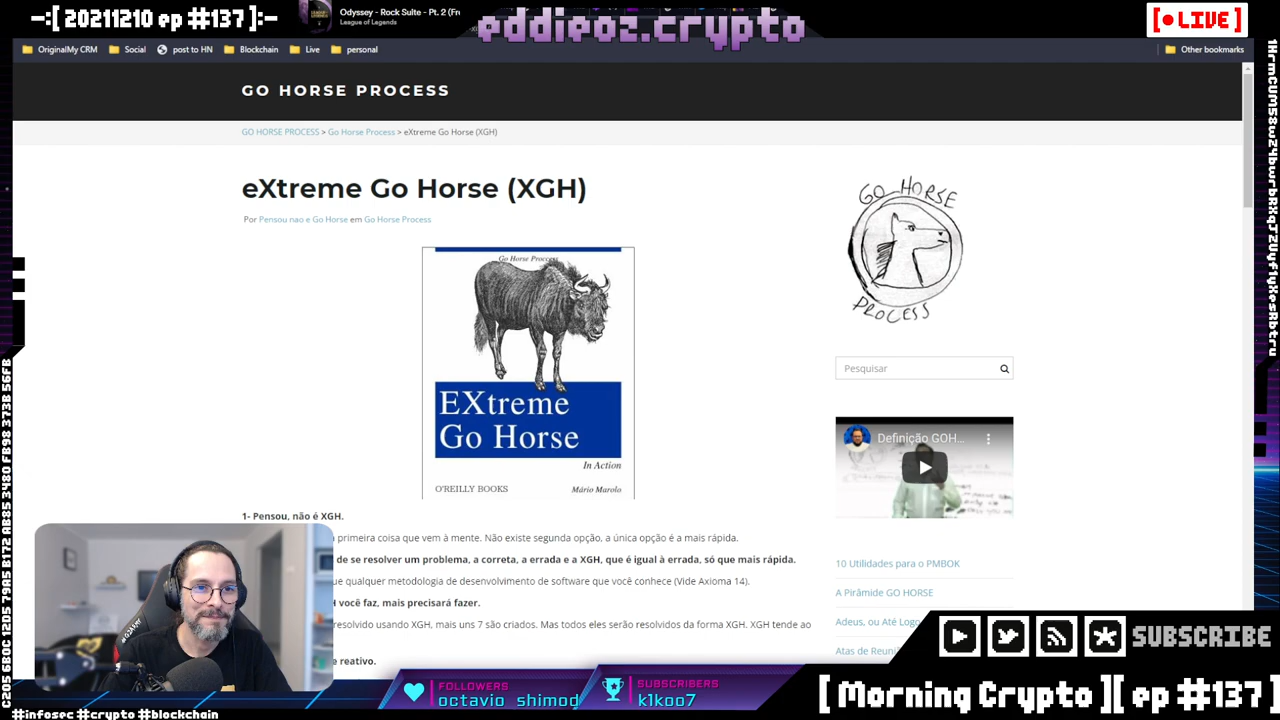 -:[ 20211210 ep #137 ]:-
Odyssey - Rock Suite - Pt. 2 (Fre
League of Legends
eddieoz.crypto
[•LIVE]
OriginalMy CRM
Social
post to HN
Blockchain
Live
personal
Other bookmarks
GO HORSE PROCESS
GO HORSE PROCESS > Go Horse Process > eXtreme Go Horse (XGH)
eXtreme Go Horse (XGH)
Por Pensou nao e Go Horse em Go Horse Process
Go Horse Process
EXtreme
Go Horse
In Action
O'REILLY BOOKS
Mário Marolo
GO HORSE
PROCESS
Pesquisar
Definição GOH...
10 Utilidades para o PMBOK
A Pirâmide GO HORSE
Adeus, ou Até Logo
Atas de Reuni
1- Pensou, não é XGH.
primeira coisa que vem à mente. Não existe segunda opção, a única opção é a mais rápida.
de se resolver um problema, a correta, a errada e a XGH, que é igual à errada, só que mais rápida.
ue qualquer metodologia de desenvolvimento de software que você conhece (Vide Axioma 14).
você faz, mais precisará fazer.
resolvido usando XGH, mais uns 7 são criados. Mas todos eles serão resolvidos da forma XGH. XGH tende ao
e reativo.
SUBSCRIBE
FOLLOWERS
octavio shimod
SUBSCRIBERS
k1koo7
[ Morning Crypto ][ ep #137 ]
#infosec #crypto #blockchain